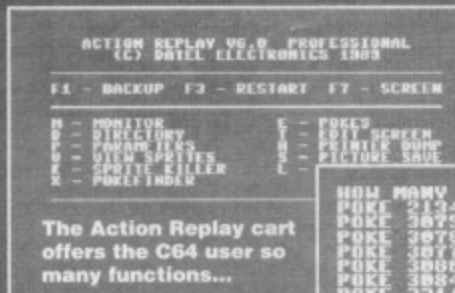 ACTION REPLAY V6.0 PROFESSIONAL
(C) DATEL ELECTRONICS 1989
F1 - BACKUP F3 - RESTART F7 - SCREEN
M - MONITOR
D - DIRECTORY
P - PARAMETERS
V - VIEW SPRITES
K - SPRITE KILLER
X - POKEFINDER
E - POKES
T - EDIT SCREEN
H - PRINTER DUMP
S - PICTURE SAVE
L -
HOW MANY
POKE
POKE
POKE
POKE
POKE
POKE
The Action Replay cart
offers the C64 user so
many functions...